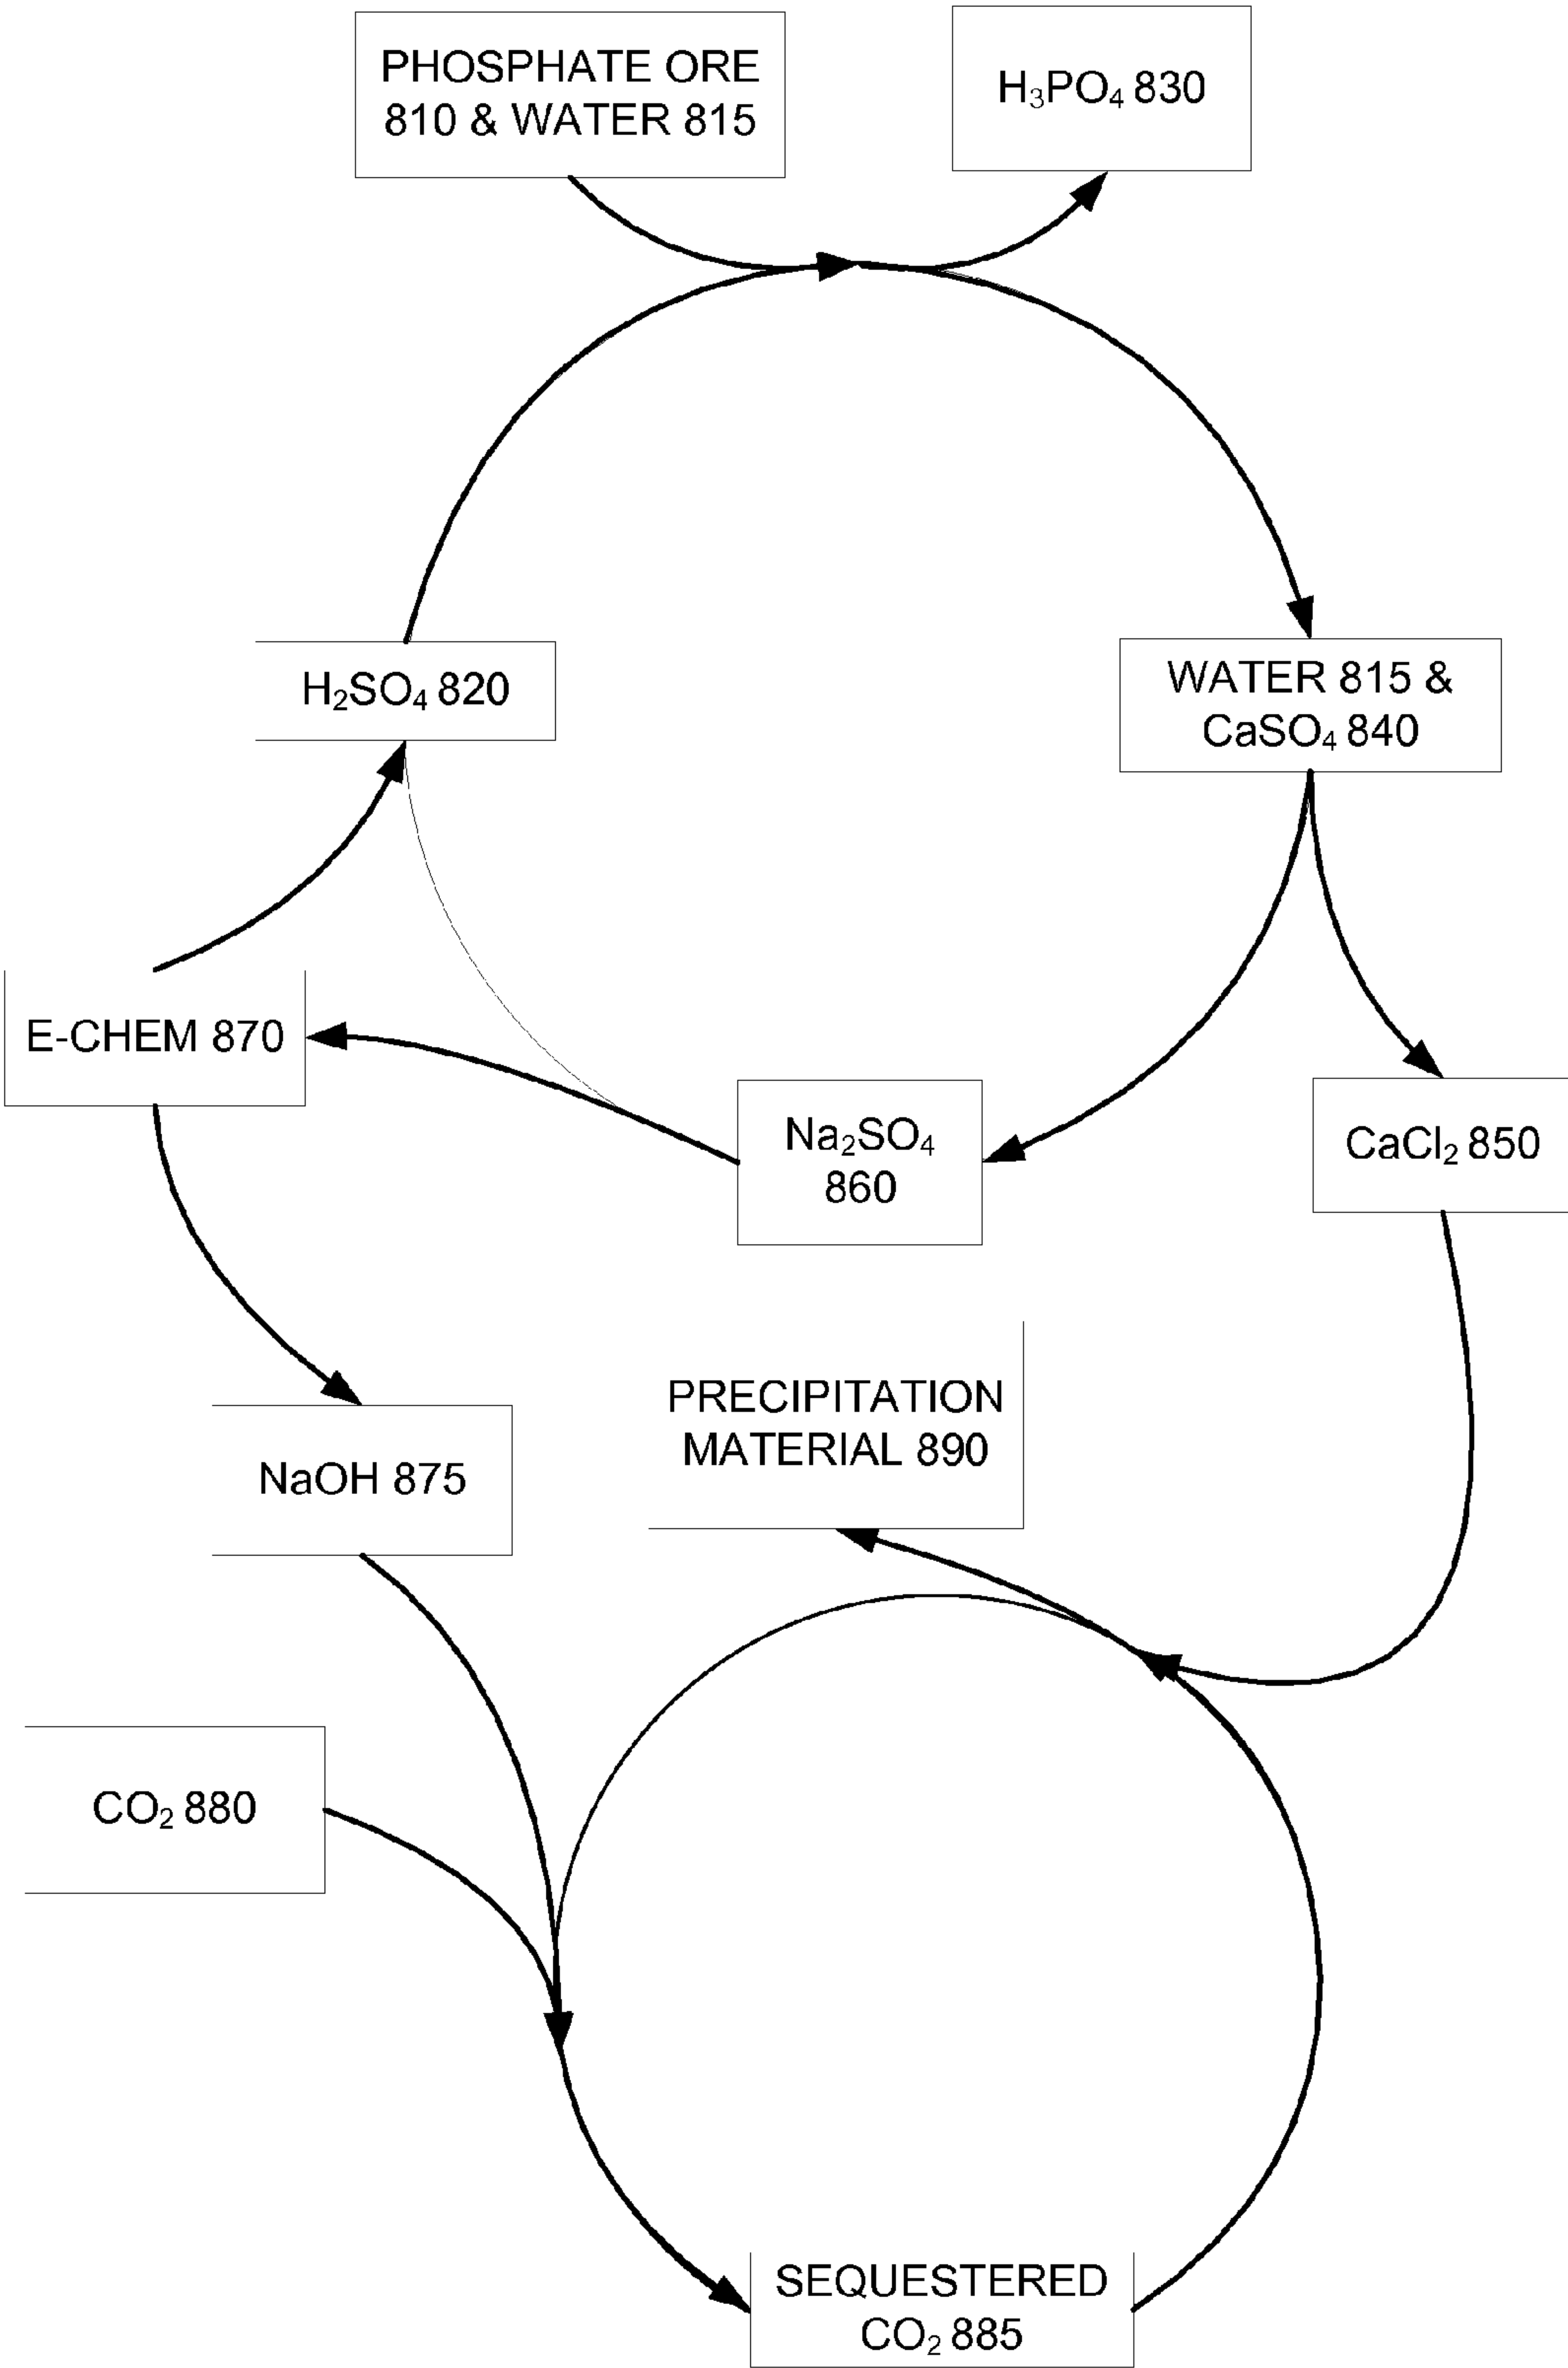 PHOSPHATE ORE
810 & WATER 815
H₃PO₄ 830
H₂SO₄ 820
WATER 815 &
CaSO₄ 840
E-CHEM 870
Na₂SO₄
860
CaCl₂ 850
PRECIPITATION
MATERIAL 890
NaOH 875
CO₂ 880
SEQUESTERED
CO₂ 885